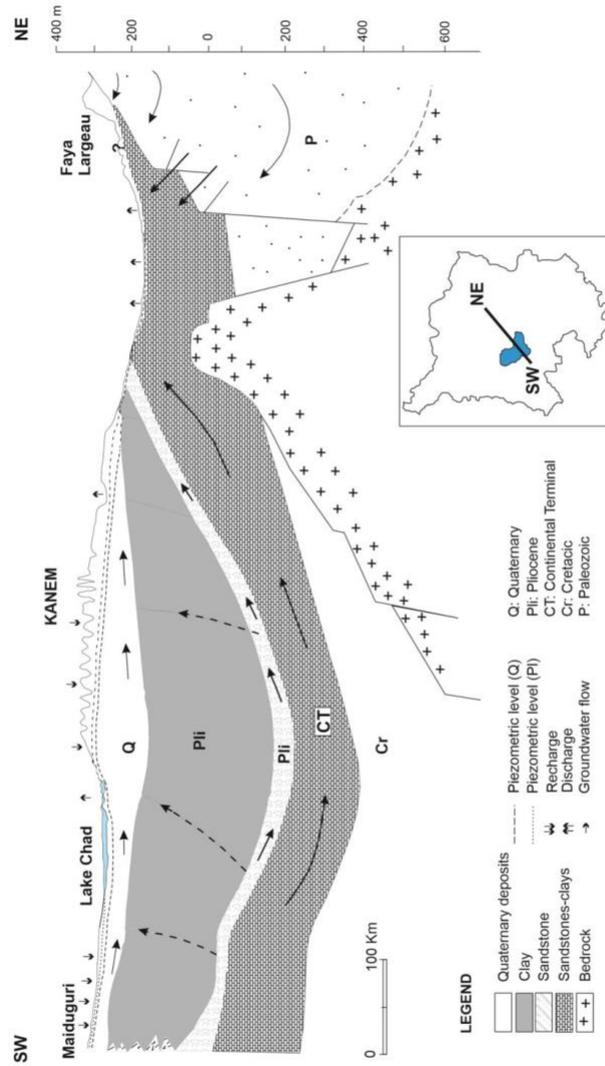 SW
NE
Maiduguri
Lake Chad
KANEM
Faya
Largeau
400 m
200
0
200
400
600
?
Q
Pli
Pli
CT
Cr
P
0
100 Km
NE
SW
LEGEND
Quaternary deposits
Clay
Sandstone
Sandstones-clays
Bedrock
Piezometric level (Q)
Piezometric level (Pl)
Recharge
Discharge
Groundwater flow
Q: Quaternary
Pli: Pliocene
CT: Continental Terminal
Cr: Cretacic
P: Paleozoic